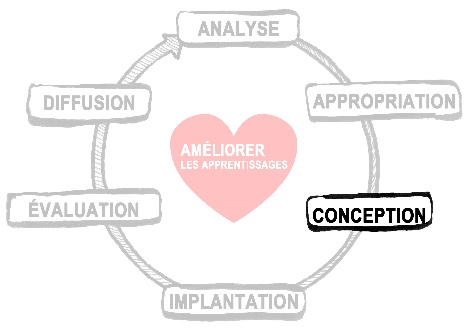 ANALYSE
DIFFUSION
APPROPRIATION
AMÉLIORER
LES APPRENTISSAGES
ÉVALUATION
CONCEPTION
IMPLANTATION